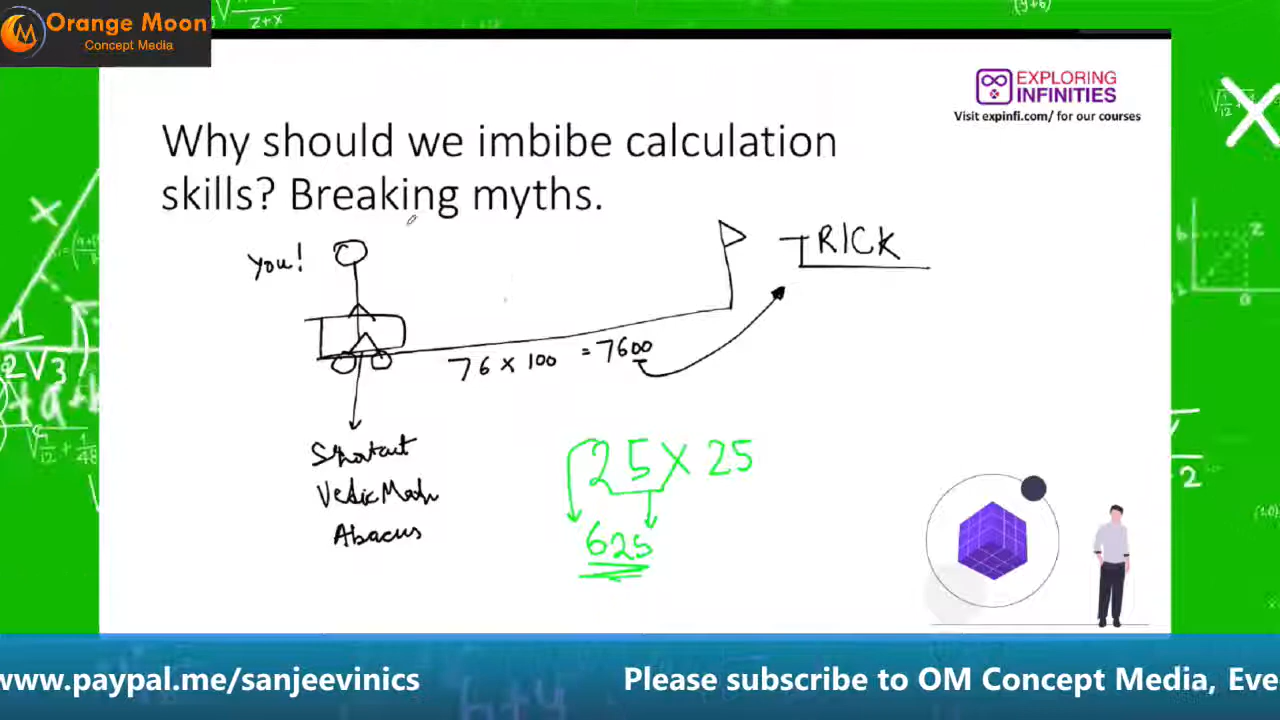 Orange Moon
Concept Media
EXPLORING
INFINITIES
Visit expinfi.com/ for our courses
Why should we imbibe calculation
skills? Breaking myths.
You!
TRICK
76 × 100 = 7600
Shortcut
Vedic Math
Abacus
25 × 25
625
www.paypal.me/sanjeevinics
Please subscribe to OM Concept Media, Eve